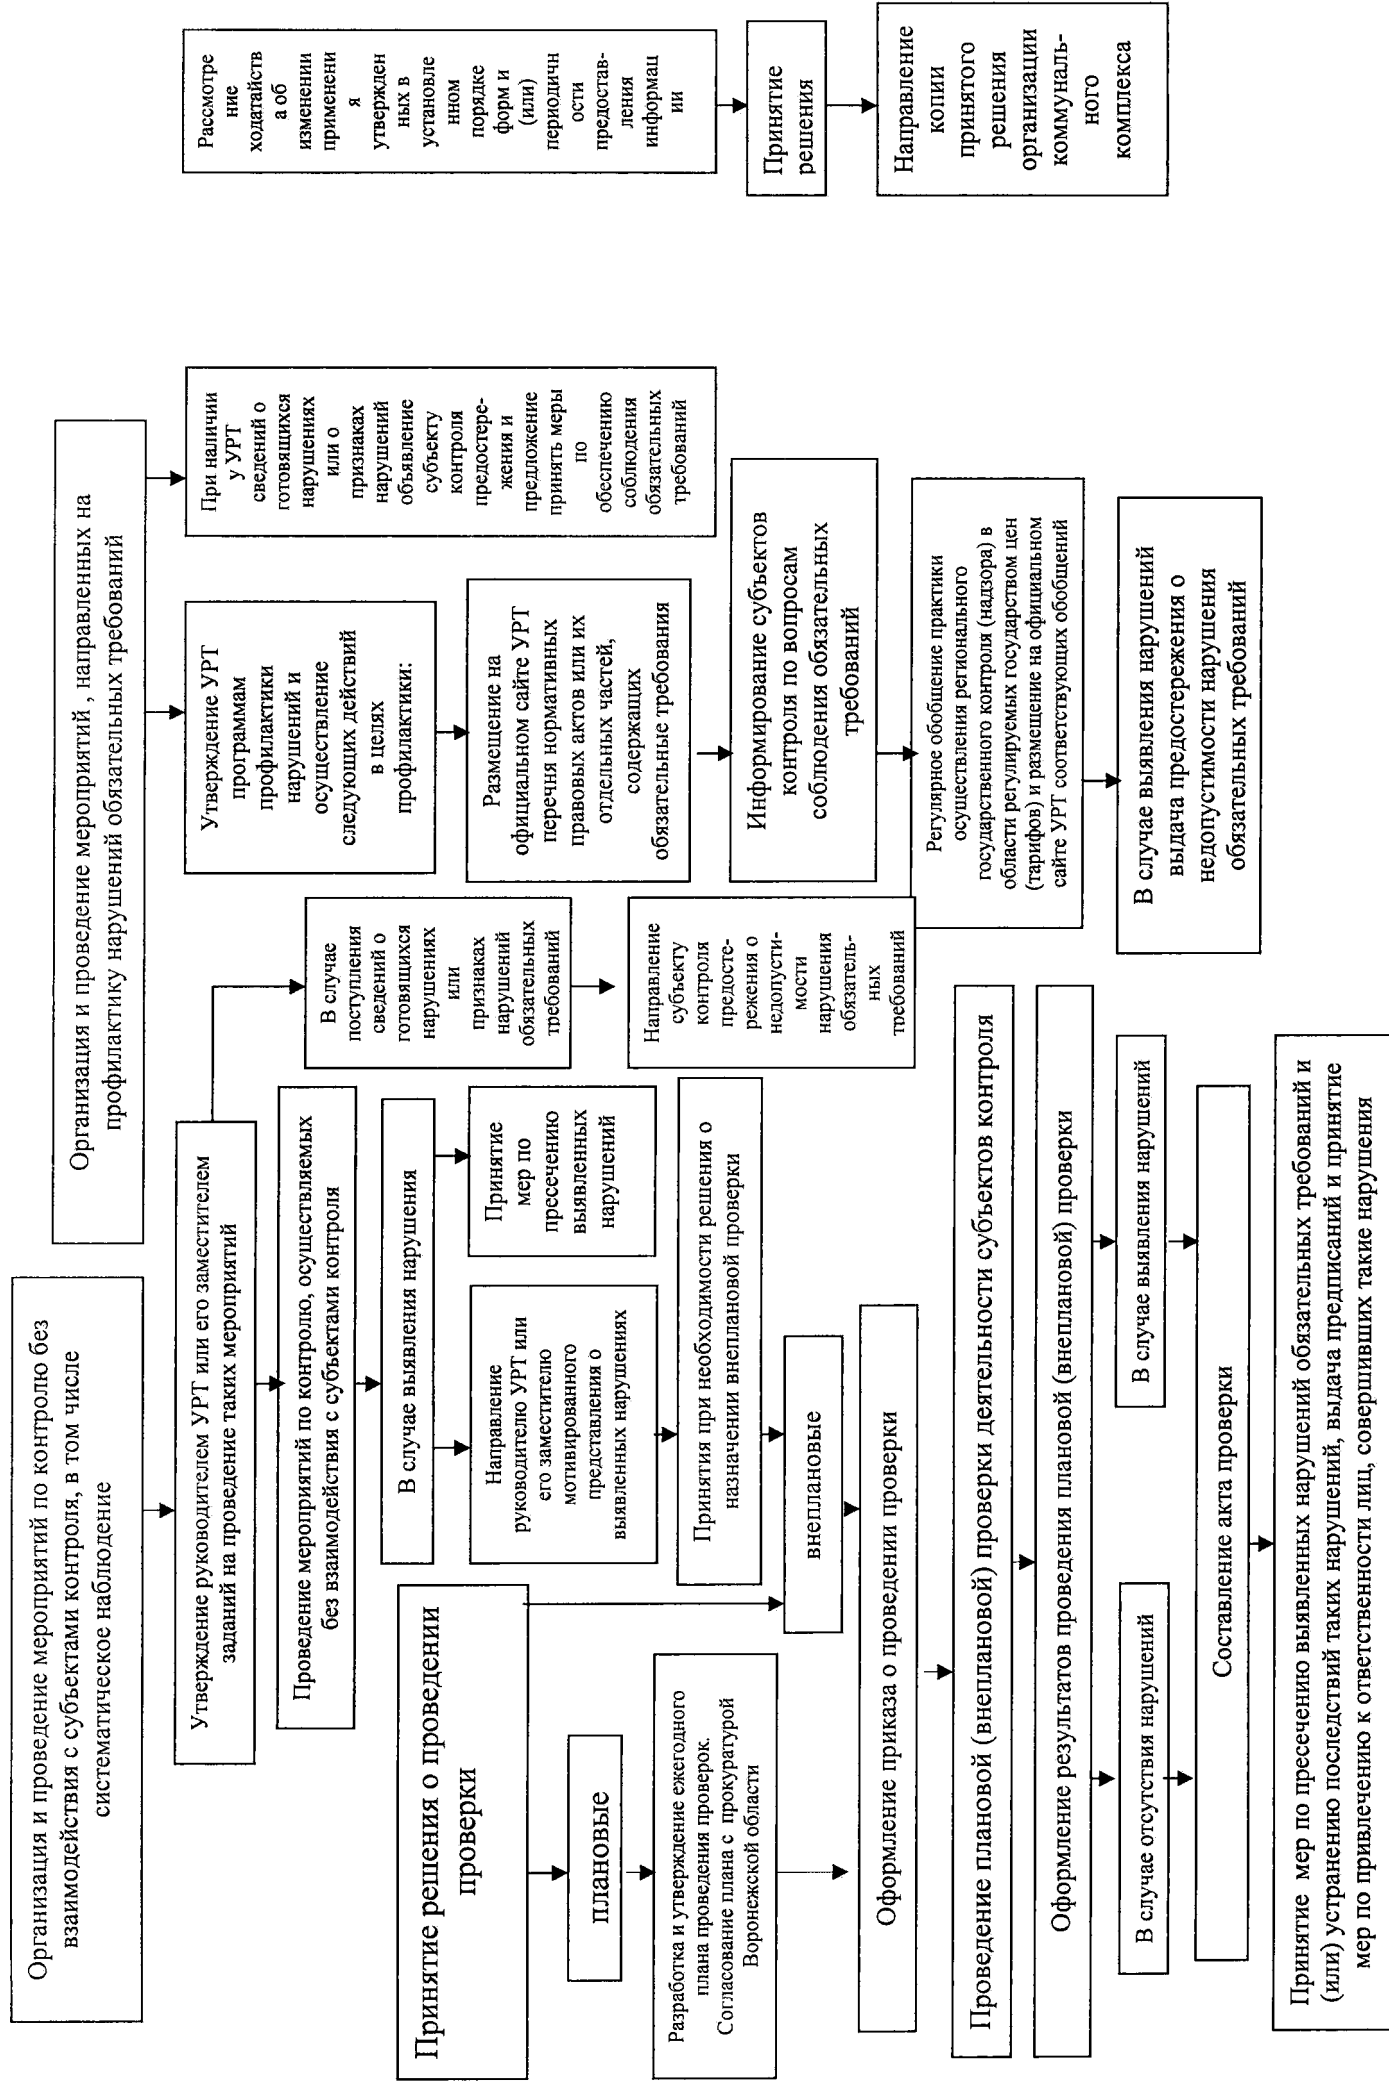 Организация и проведение мероприятий по контролю без
взаимодействия с субъектами контроля, в том числе
систематическое наблюдение
Утверждение руководителем УРТ или его заместителем
заданий на проведение таких мероприятий
Проведение мероприятий по контролю, осуществляемых
без взаимодействия с субъектами контроля
В случае выявления нарушения
Направление
руководителю УРТ или
его заместителю
мотивированного
представления о
выявленных нарушениях
Принятие
мер по
пресечению
выявленных
нарушений
Принятия при необходимости решения о
назначении внеплановой проверки
В случае
поступления
сведений о
готовящихся
нарушениях
или
признаках
нарушений
обязательных
требований
Направление
субъекту
контроля
предосте-
режения о
недопусти-
мости
нарушения
обязатель-
ных
требований
Принятие решения о проведении
проверки
плановые
Разработка и утверждение ежегодного
плана проведения проверок.
Согласование плана с прокуратурой
Воронежской области
внеплановые
Оформление приказа о проведении проверки
Проведение плановой (внеплановой) проверки деятельности субъектов контроля
Оформление результатов проведения плановой (внеплановой) проверки
В случае отсутствия нарушений
В случае выявления нарушений
Составление акта проверки
Принятие мер по пресечению выявленных нарушений обязательных требований и
(или) устранению последствий таких нарушений, выдача предписаний и принятие
мер по привлечению к ответственности лиц, совершивших такие нарушения
Организация и проведение мероприятий , направленных на
профилактику нарушений обязательных требований
Утверждение УРТ
программам
профилактики
нарушений и
осуществление
следующих действий
в целях
профилактики:
Размещение на
официальном сайте УРТ
перечня нормативных
правовых актов или их
отдельных частей,
содержащих
обязательные требования
Информирование субъектов
контроля по вопросам
соблюдения обязательных
требований
Регулярное обобщение практики
осуществления регионального
государственного контроля (надзора) в
области регулируемых государством цен
(тарифов) и размещение на официальном
сайте УРТ соответствующих обобщений
В случае выявления нарушений
выдача предостережения о
недопустимости нарушения
обязательных требований
При наличии
у УРТ
сведений о
готовящихся
нарушениях
или о
признаках
нарушений
объявление
субъекту
контроля
предостере-
жения и
предложение
принять меры
по
обеспечению
соблюдения
обязательных
требований
Рассмотре
ние
ходатайств
а об
изменении
применени
я
утвержден
ных в
установле
нном
порядке
форм и
(или)
периодичн
ости
предостав-
ления
информац
ии
Принятие
решения
Направление
копии
принятого
решения
организации
коммуналь-
ного
комплекса